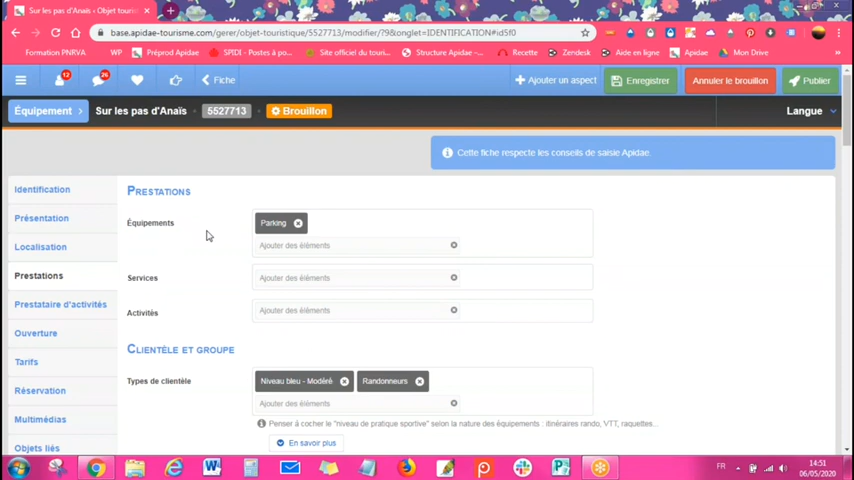 Sur les pas d'Anaïs ‹ Objet touris
base.apidae-tourisme.com/gerer/objet-touristique/5527713/modifier/79&onglet=IDENTIFICATION#id5f0
Formation PNRVA WP Préprod Apidae SPIDI - Postes à po... Site officiel du touri... Structure Apidae -... Recette Zendesk Aide en ligne Apidae Mon Drive
12 26 Fiche Ajouter un aspect Enregistrer Annuler le brouillon Publier
Équipement Sur les pas d'Anaïs 5527713 Brouillon Langue
Cette fiche respecte les conseils de saisie Apidae.
Identification
PRESTATIONS
Présentation
Équipements Parking
Localisation
Ajouter des éléments
Prestations
Services Ajouter des éléments
Prestataire d'activités
Activités Ajouter des éléments
Ouverture
CLIENTÈLE ET GROUPE
Tarifs
Types de clientèle Niveau bleu - Modéré Randonneurs
Réservation
Ajouter des éléments
Multimédias
Penser à cocher le "niveau de pratique sportive" selon la nature des équipements : itinéraires rando, VTT, raquettes...
Objets liés
En savoir plus
FR 14:51
06/05/2020